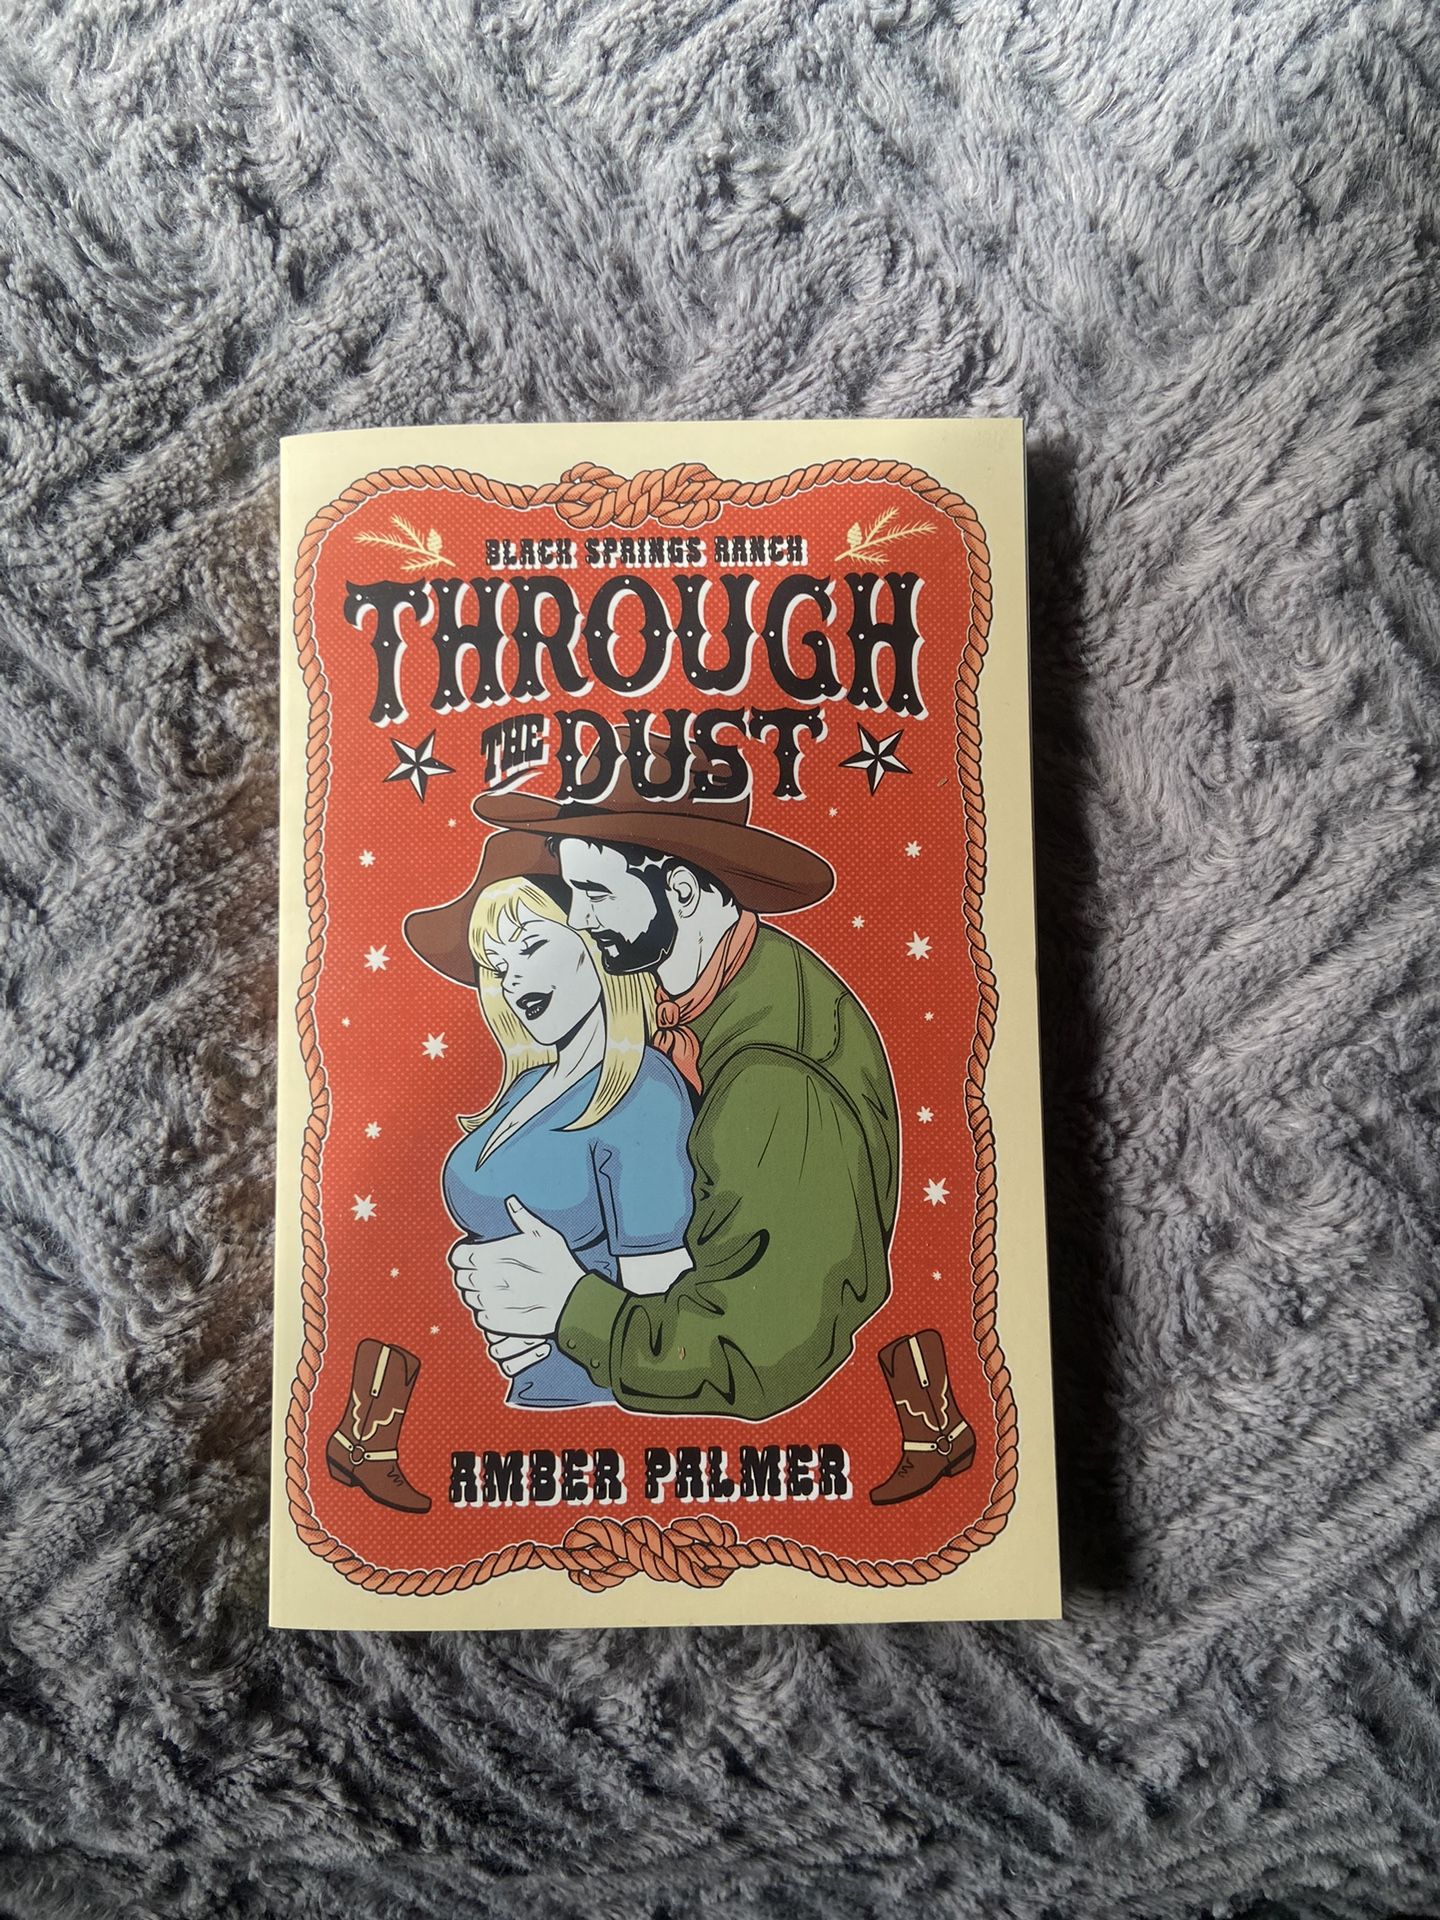 BLACK SPRINGS RANCH
THROUGH
THE DUST
AMBER PALMER